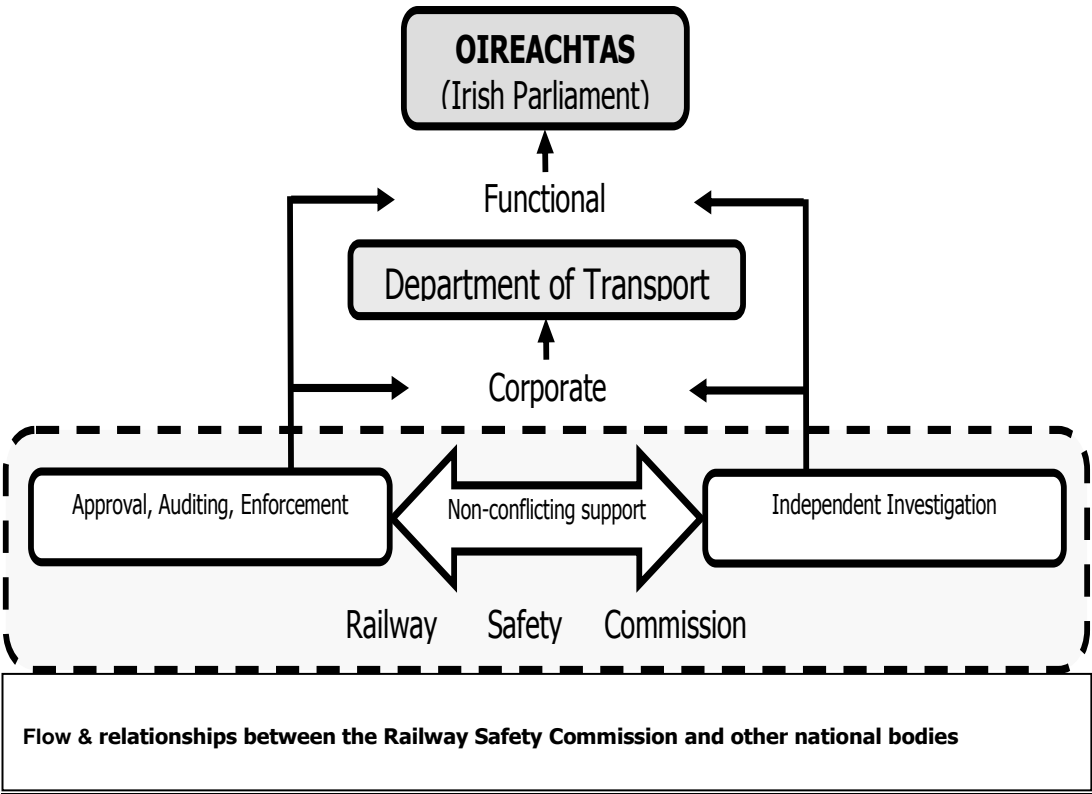 OIREACHTAS
(Irish Parliament)
Functional
Department of Transport
Corporate
Approval, Auditing, Enforcement
Non-conflicting support
Independent Investigation
Railway Safety Commission
Flow & relationships between the Railway Safety Commission and other national bodies